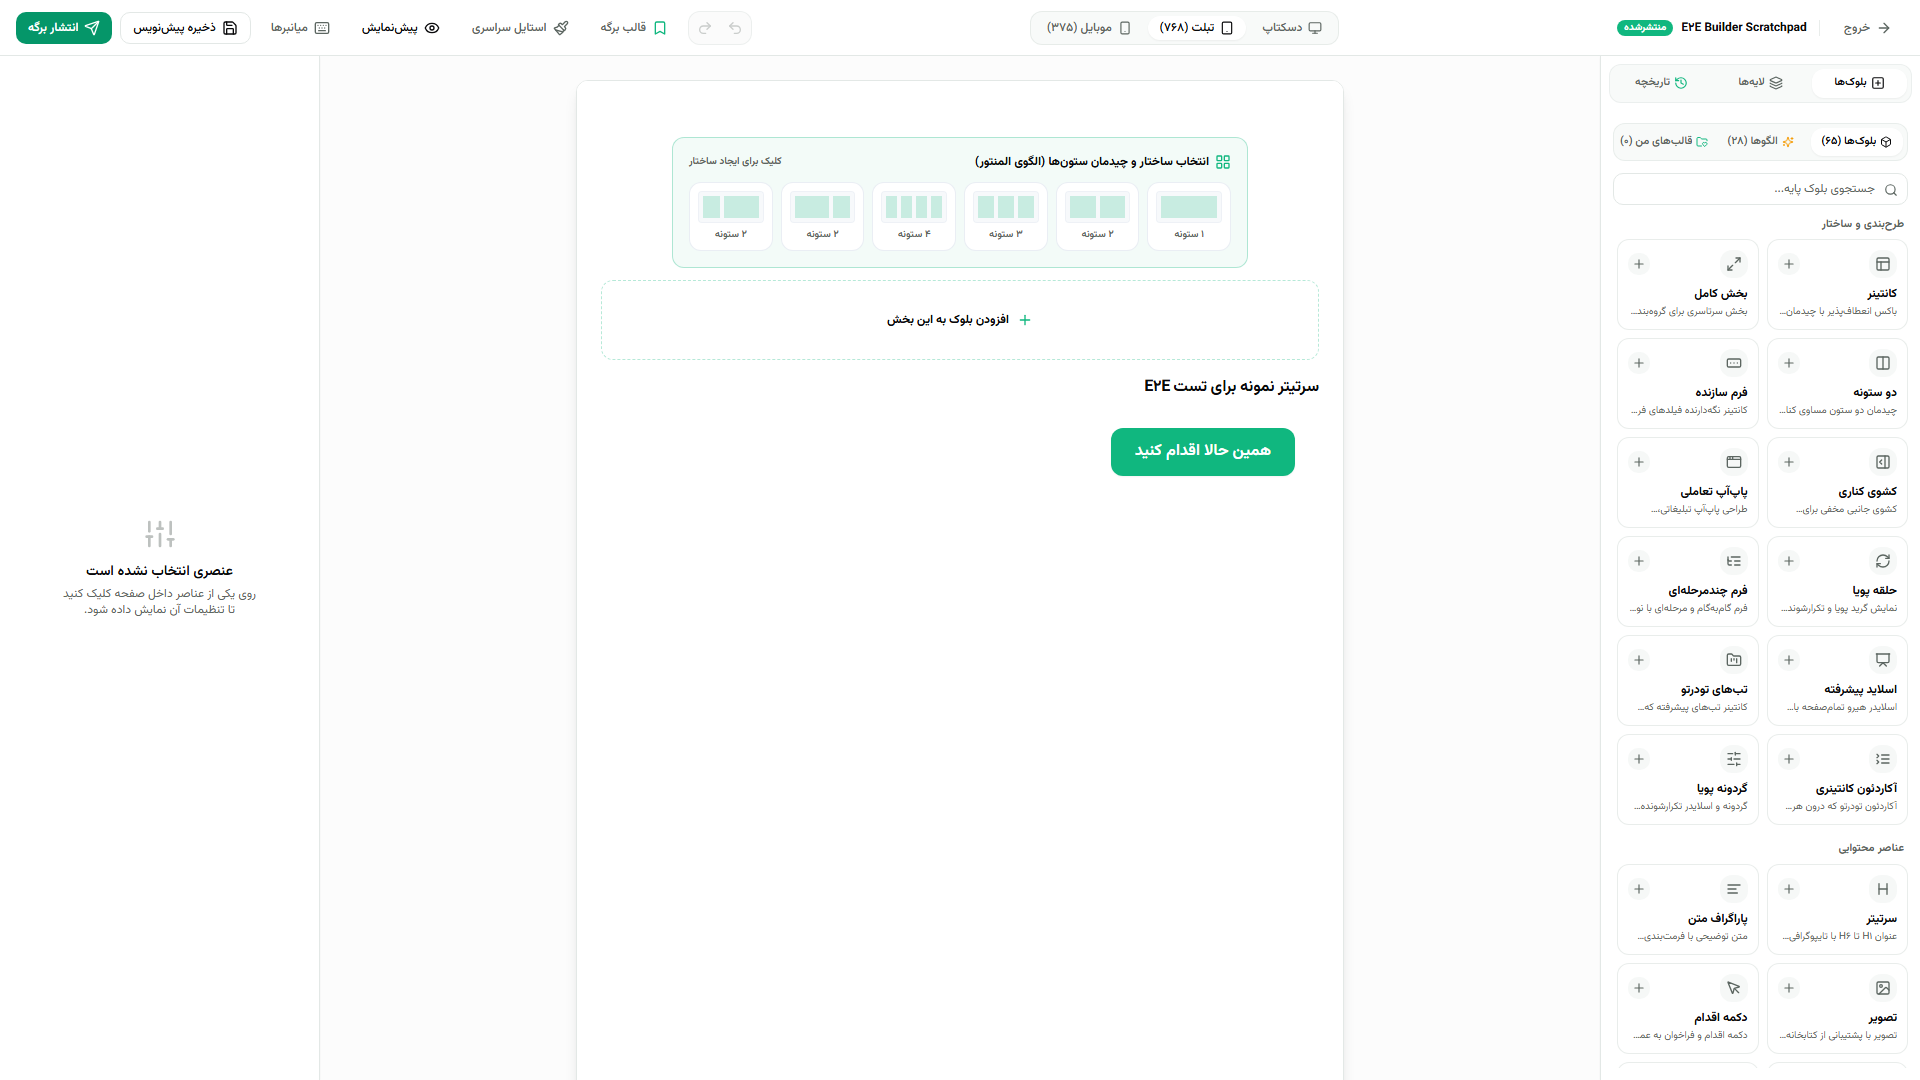 خروج
E۲E Builder Scratchpad
منتشرشده
دسکتاپ
تبلت (۷۶۸)
موبایل (۳۷۵)
قالب برگه
استایل سراسری
پیش‌نمایش
میانبرها
ذخیره پیش‌نویس
انتشار برگه
بلوک‌ها
لایه‌ها
تاریخچه
بلوک‌ها (۶۵)
الگوها (۲۸)
قالب‌های من (۰)
جستجوی بلوک پایه...
طرح‌بندی و ساختار
کانتینر
باکس انعطاف‌پذیر با چیدمان...
بخش کامل
بخش سرتاسری برای گروه‌بند...
دو ستونه
چیدمان دو ستون مساوی کنا...
فرم سازنده
کانتینر نگه‌دارنده فیلدهای فر...
کشوی کناری
کشوی جانبی مخفی برای...
پاپ‌آپ تعاملی
طراحی پاپ‌آپ تبلیغاتی،...
حلقه پویا
نمایش گرید پویا و تکرارشوند...
فرم چندمرحله‌ای
فرم گام‌به‌گام و مرحله‌ای با نو...
اسلاید پیشرفته
اسلایدر هیرو تمام‌صفحه با...
تب‌های تودرتو
کانتینر تب‌های پیشرفته که...
آکاردئون کانتینری
آکاردئون تودرتو که درون هر...
گردونه پویا
گردونه و اسلایدر تکرارشونده...
عناصر محتوایی
سرتیتر
عنوان H۱ تا H۶ با تایپوگرافی...
پاراگراف متن
متن توضیحی با فرمت‌بندی...
تصویر
تصویر با پشتیبانی از کتابخانه...
دکمه اقدام
دکمه اقدام و فراخوان به عمـ...
انتخاب ساختار و چیدمان ستون‌ها (الگوی المنتور)
کلیک برای ایجاد ساختار
۱ ستونه
۲ ستونه
۳ ستونه
۴ ستونه
۲ ستونه
۲ ستونه
افزودن بلوک به این بخش
سرتیتر نمونه برای تست E۲E
همین حالا اقدام کنید
عنصری انتخاب نشده است
روی یکی از عناصر داخل صفحه کلیک کنید
تا تنظیمات آن نمایش داده شود.